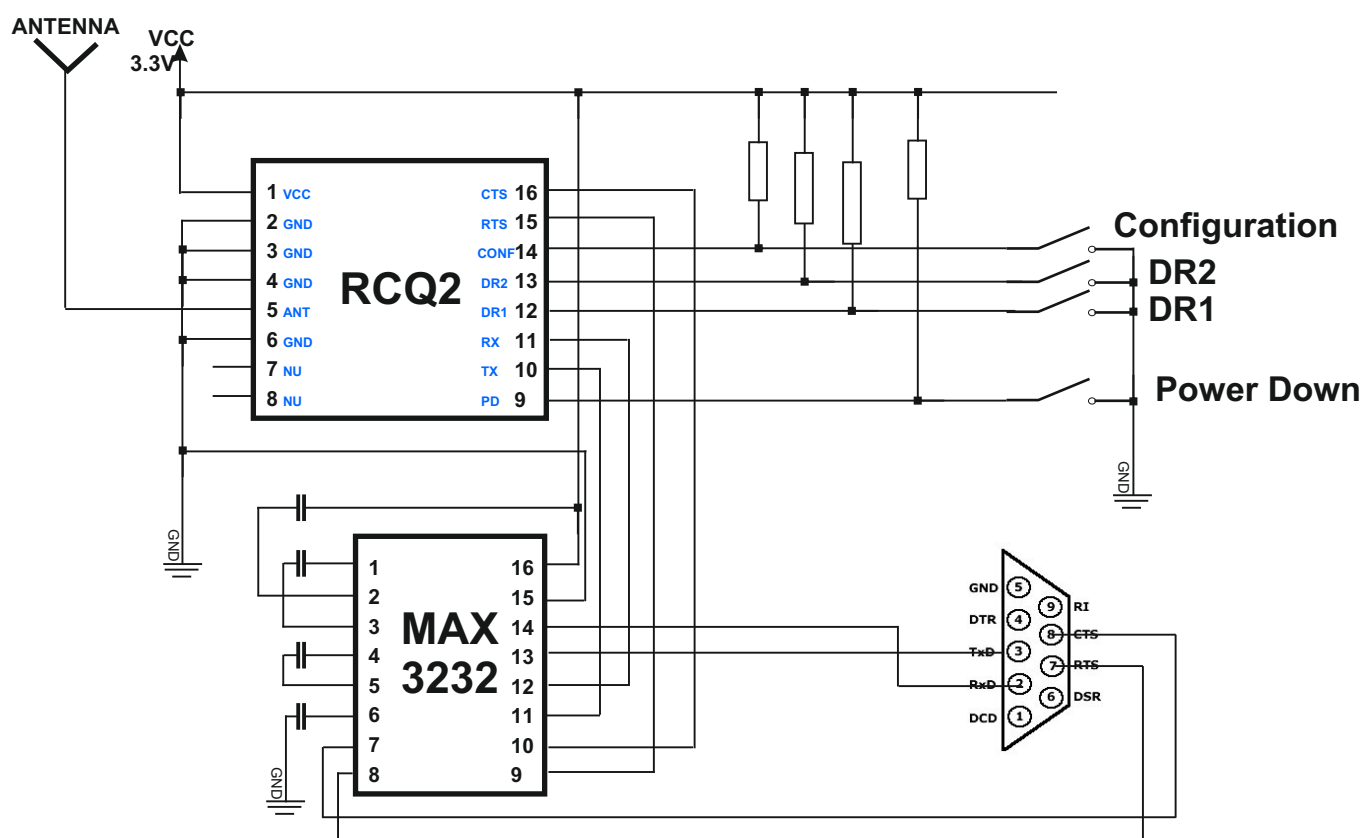 ANTENNA
VCC
3.3V
1 VCC
2 GND
3 GND
4 GND
5 ANT
6 GND
7 NU
8 NU
RCQ2
CTS 16
RTS 15
CONF 14
DR2 13
DR1 12
RX 11
TX 10
PD 9
Configuration
DR2
DR1
Power Down
GND
GND
1
2
3
4
5
6
7
8
MAX
3232
16
15
14
13
12
11
10
9
GND
GND 5
DTR 4
TxD 3
RxD 2
DCD 1
9 RI
8 CTS
7 RTS
6 DSR